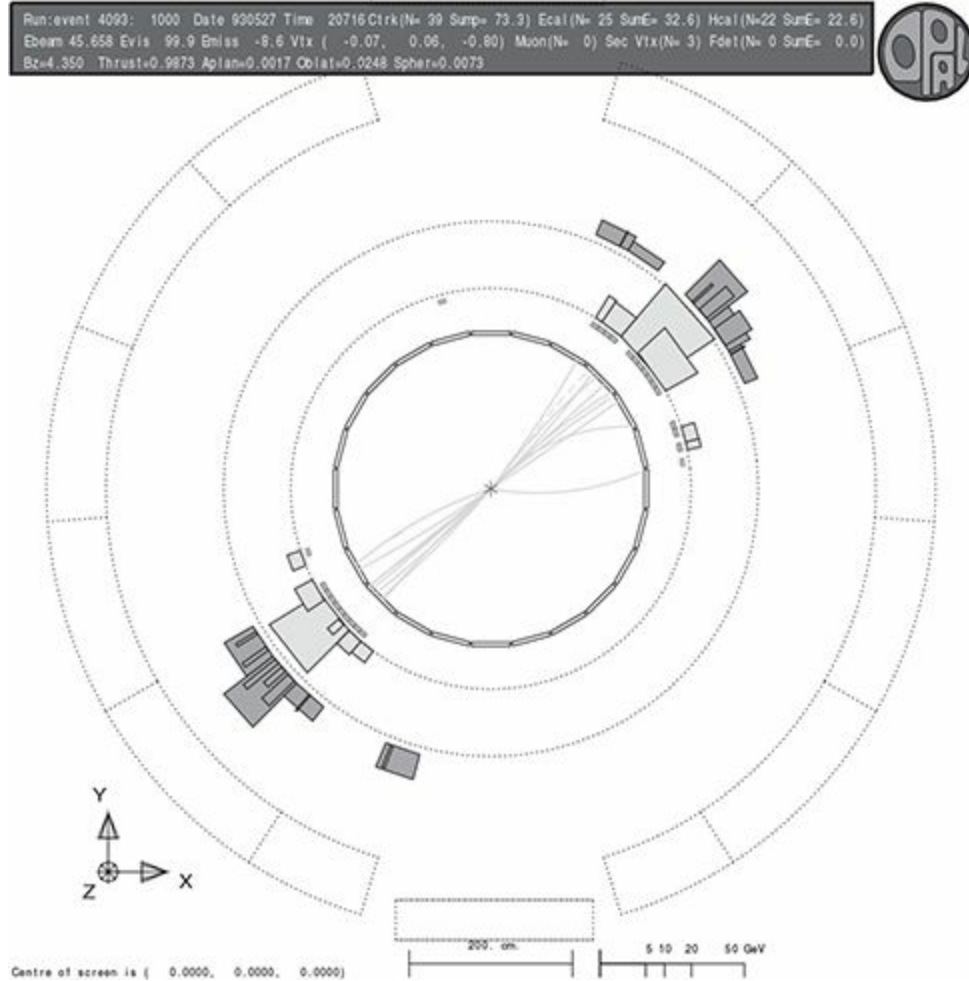 Run:event 4093: 1000 Date 930527 Time 20716 Ctrk(N= 39 Sump= 73.3) Ecal(N= 25 SumE= 32.6) Hcal(N=22 SumE= 22.6)
Ebeam 45.658 Evis 99.9 Emiss -8.6 Vtx ( -0.07, 0.06, -0.80) Muon(N= 0) Sec Vtx(N= 3) Fdet(N= 0 SumE= 0.0)
Bz=4.350 Thrust=0.9873 Aplan=0.0017 Oblat=0.0248 Spher=0.0073
OPAL
Y
X
Z
200. cm.
5 10 20 50 GeV
Centre of screen is ( 0.0000, 0.0000, 0.0000)